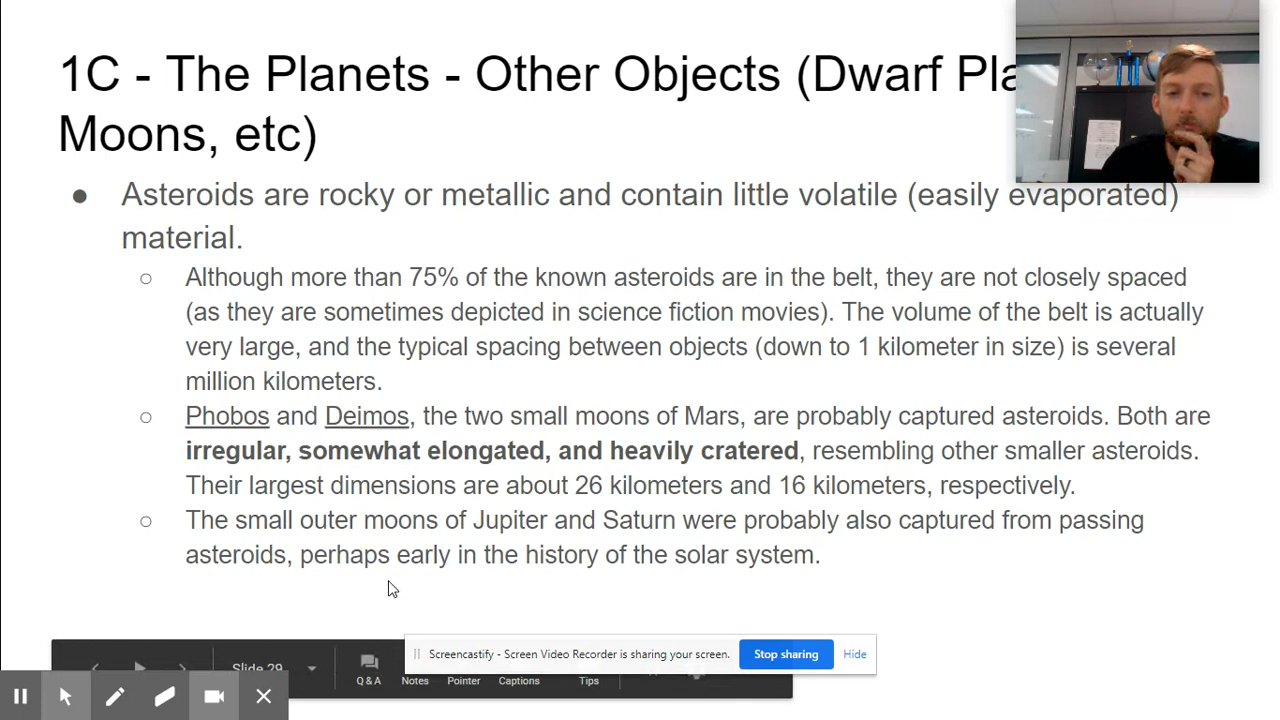 1C - The Planets - Other Objects (Dwarf
Moons, etc)
● Asteroids are rocky or metallic and contain little volatile (easily evaporated)
material.
○ Although more than 75% of the known asteroids are in the belt, they are not closely spaced
(as they are sometimes depicted in science fiction movies). The volume of the belt is actually
very large, and the typical spacing between objects (down to 1 kilometer in size) is several
million kilometers.
○ Phobos and Deimos, the two small moons of Mars, are probably captured asteroids. Both are
irregular, somewhat elongated, and heavily cratered, resembling other smaller asteroids.
Their largest dimensions are about 26 kilometers and 16 kilometers, respectively.
○ The small outer moons of Jupiter and Saturn were probably also captured from passing
asteroids, perhaps early in the history of the solar system.
Screencastify - Screen Video Recorder is sharing your screen.
Stop sharing
Hide
Slide 29
Q & A
Notes
Pointer
Captions
Tips